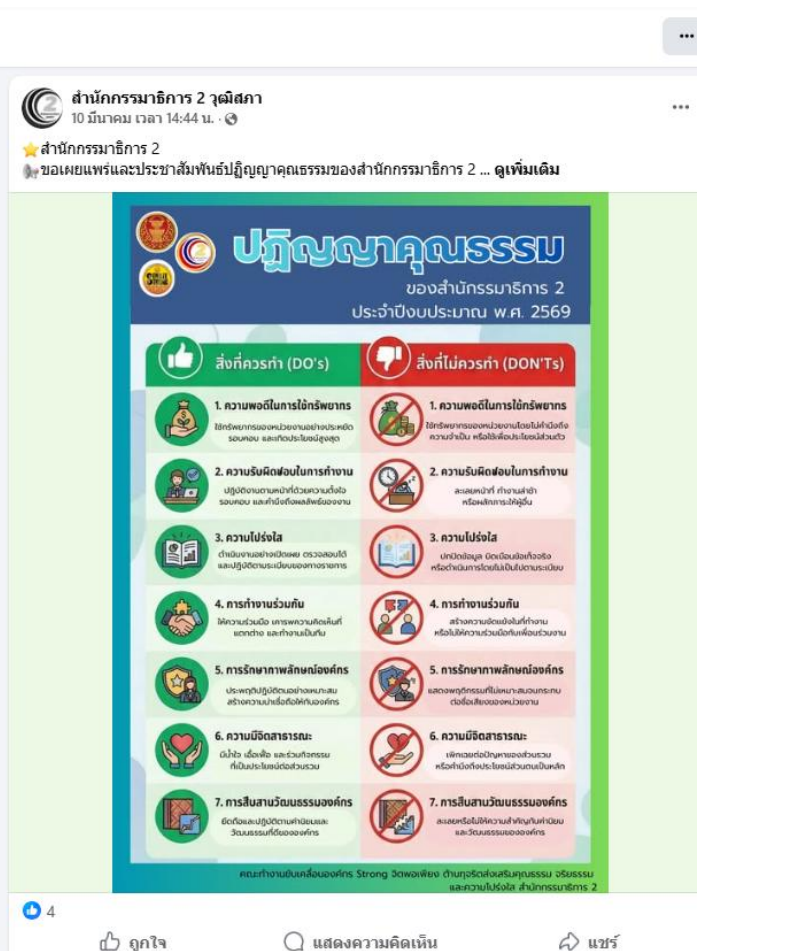 สำนักกรรมาธิการ 2 วุฒิสภา
10 มีนาคม เวลา 14:44 น.
สำนักกรรมาธิการ 2
ขอเผยแพร่และประชาสัมพันธ์ปฏิญญาคุณธรรมของสำนักกรรมาธิการ 2 ... ดูเพิ่มเติม
ปฏิญญาคุณธรรม
ของสำนักรรมาธิการ 2
ประจำปีงบประมาณ พ.ศ. 2569
สิ่งที่ควรทำ (DO's)
สิ่งที่ไม่ควรทำ (DON'Ts)
1. ความพอดีในการใช้ทรัพยากร
ใช้ทรัพยากรของหน่วยงานอย่างประหยัด
รอบคอบ และเกิดประโยชน์สูงสุด
1. ความพอดีในการใช้ทรัพยากร
ใช้ทรัพยากรของหน่วยงานโดยไม่คำนึงถึง
ความจำเป็น หรือใช้เพื่อประโยชน์ส่วนตัว
2. ความรับผิดชอบในการทำงาน
ปฏิบัติงานตามหน้าที่ด้วยความตั้งใจ
รอบคอบ และคำนึงถึงผลลัพธ์ของงาน
2. ความรับผิดชอบในการทำงาน
ละเลยหน้าที่ ทำงานล่าช้า
หรือผลักภาระให้ผู้อื่น
3. ความโปร่งใส
ดำเนินงานอย่างเปิดเผย ตรวจสอบได้
และปฏิบัติตามระเบียบของทางราชการ
3. ความโปร่งใส
ปกปิดข้อมูล บิดเบือนข้อเท็จจริง
หรือดำเนินการโดยไม่เป็นไปตามระเบียบ
4. การทำงานร่วมกัน
ให้ความร่วมมือ เคารพความคิดเห็นที่
แตกต่าง และทำงานเป็นทีม
4. การทำงานร่วมกัน
สร้างความขัดแย้งในที่ทำงาน
หรือไม่ให้ความร่วมมือกับเพื่อนร่วมงาน
5. การรักษาภาพลักษณ์องค์กร
ประพฤติปฏิบัติตนอย่างเหมาะสม
สร้างความน่าเชื่อถือให้กับองค์กร
5. การรักษาภาพลักษณ์องค์กร
แสดงพฤติกรรมที่ไม่เหมาะสมจนกระทบ
ต่อชื่อเสียงของหน่วยงาน
6. ความมีจิตสาธารณะ
มีน้ำใจ เอื้อเฟื้อ และร่วมกิจกรรม
ที่เป็นประโยชน์ต่อส่วนรวม
6. ความมีจิตสาธารณะ
เพิกเฉยต่อปัญหาของส่วนรวม
หรือคำนึงถึงประโยชน์ส่วนตนเป็นหลัก
7. การสืบสานวัฒนธรรมองค์กร
ยึดถือและปฏิบัติตามค่านิยมและ
วัฒนธรรมที่ดีขององค์กร
7. การสืบสานวัฒนธรรมองค์กร
ละเลยหรือไม่ให้ความสำคัญกับค่านิยม
และวัฒนธรรมขององค์กร
คณะทำงานขับเคลื่อนองค์กร Strong จิตพอเพียง ต้านทุจริตส่งเสริมคุณธรรม จริยธรรม
และความโปร่งใส สำนักกรรมาธิการ 2
4
ถูกใจ
แสดงความคิดเห็น
แชร์